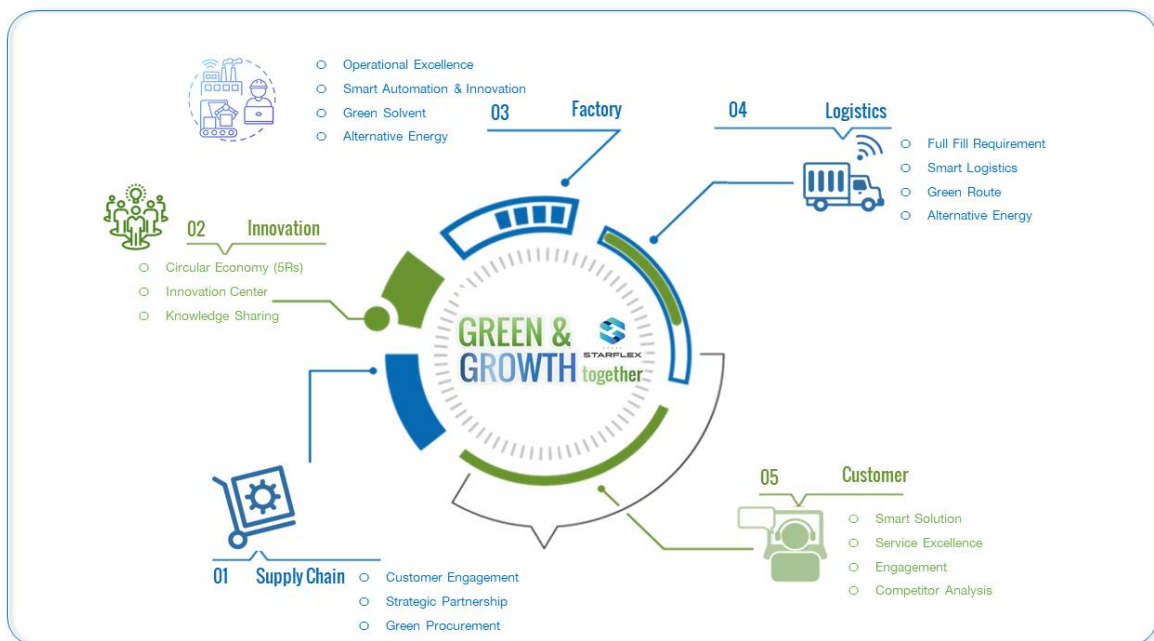 Operational Excellence
Smart Automation & Innovation
Green Solvent
Alternative Energy
03 Factory
04 Logistics
Full Fill Requirement
Smart Logistics
Green Route
Alternative Energy
02 Innovation
Circular Economy (5Rs)
Innovation Center
Knowledge Sharing
GREEN &
GROWTH together
STARFLEX
05 Customer
Smart Solution
Service Excellence
Engagement
Competitor Analysis
01 Supply Chain
Customer Engagement
Strategic Partnership
Green Procurement